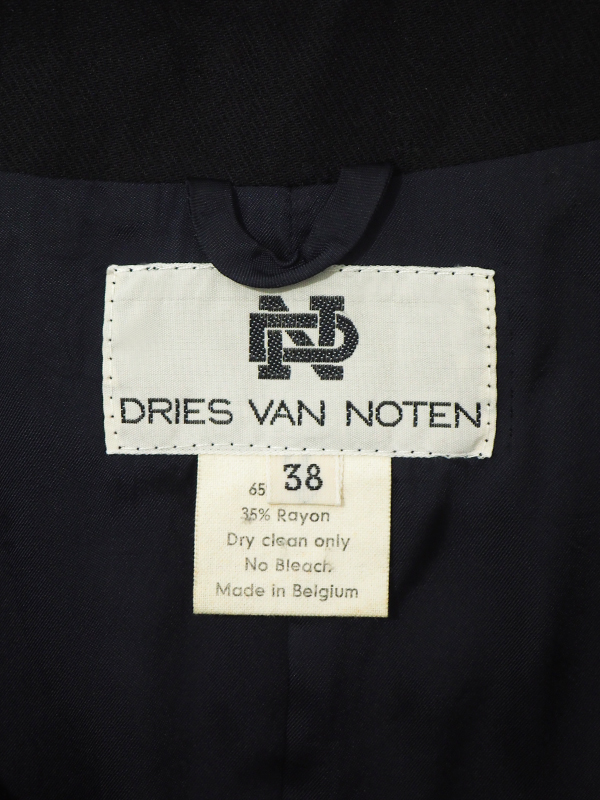 DRIES VAN NOTEN
38
65
35% Rayon
Dry clean only
No Bleach
Made in Belgium